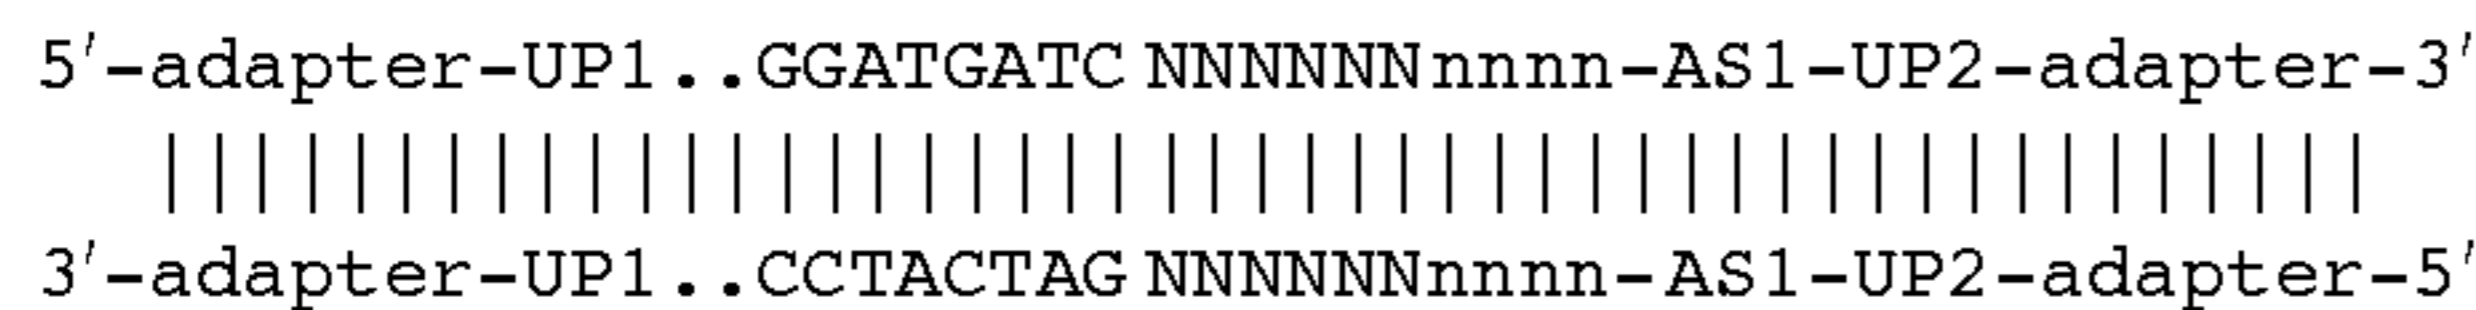 5′-adapter-UP1..GGATGATC NNNNNNnnnn-AS1-UP2-adapter-3′
|||||||||||||||||||||||||||||||||||||||||||||||
3′-adapter-UP1..CCTACTAG NNNNNNnnnn-AS1-UP2-adapter-5′